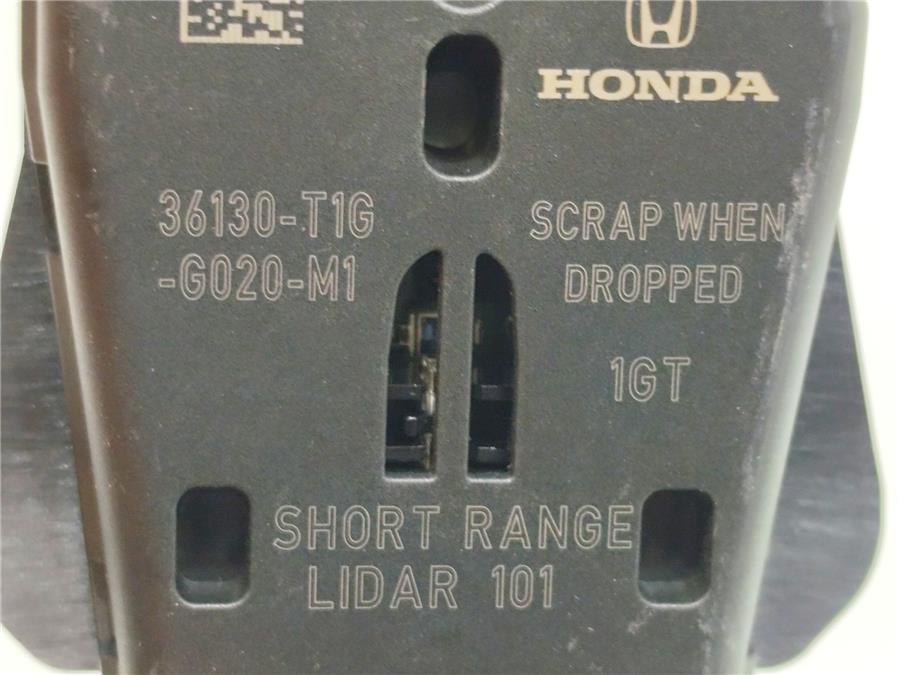 HONDA
36130-T1G
-G020-M1
SCRAP WHEN
DROPPED
1GT
SHORT RANGE
LIDAR 101